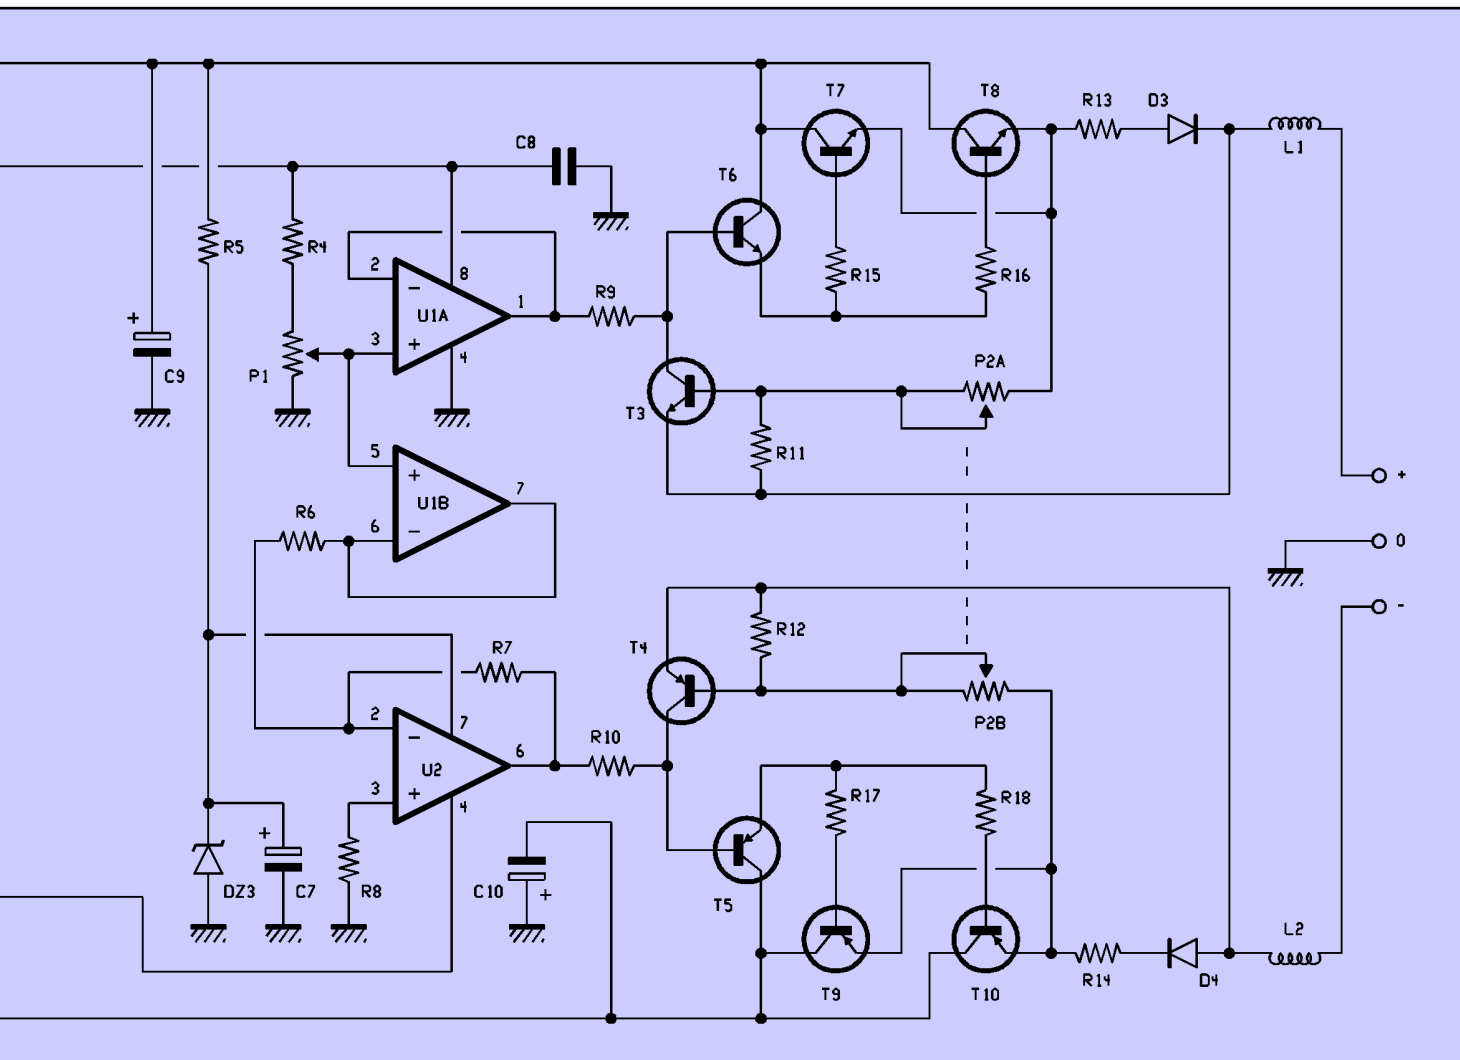 T7
T8
R13
D3
C8
L1
T6
R5
R4
2
8
R15
R16
R9
1
−
U1A
+
3
+
4
P2A
C9
P1
T3
5
R11
+
7
+
U1B
R6
6
−
0
-
R12
T4
R7
P2B
2
7
−
R10
6
U2
3
+
4
R17
R18
+
DZ3
C7
R8
C10
+
T5
L2
R14
D4
T9
T10